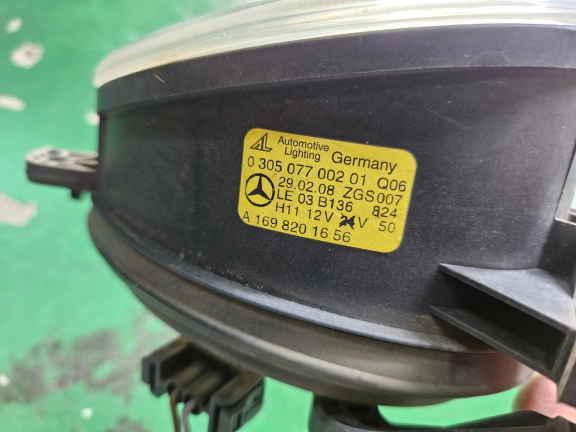 AL Automotive Lighting Germany
0 305 077 002 01 Q06
29.02.08 ZGS 007
LE 03 B136 824
H11 12V 24V 50
A 169 820 16 56